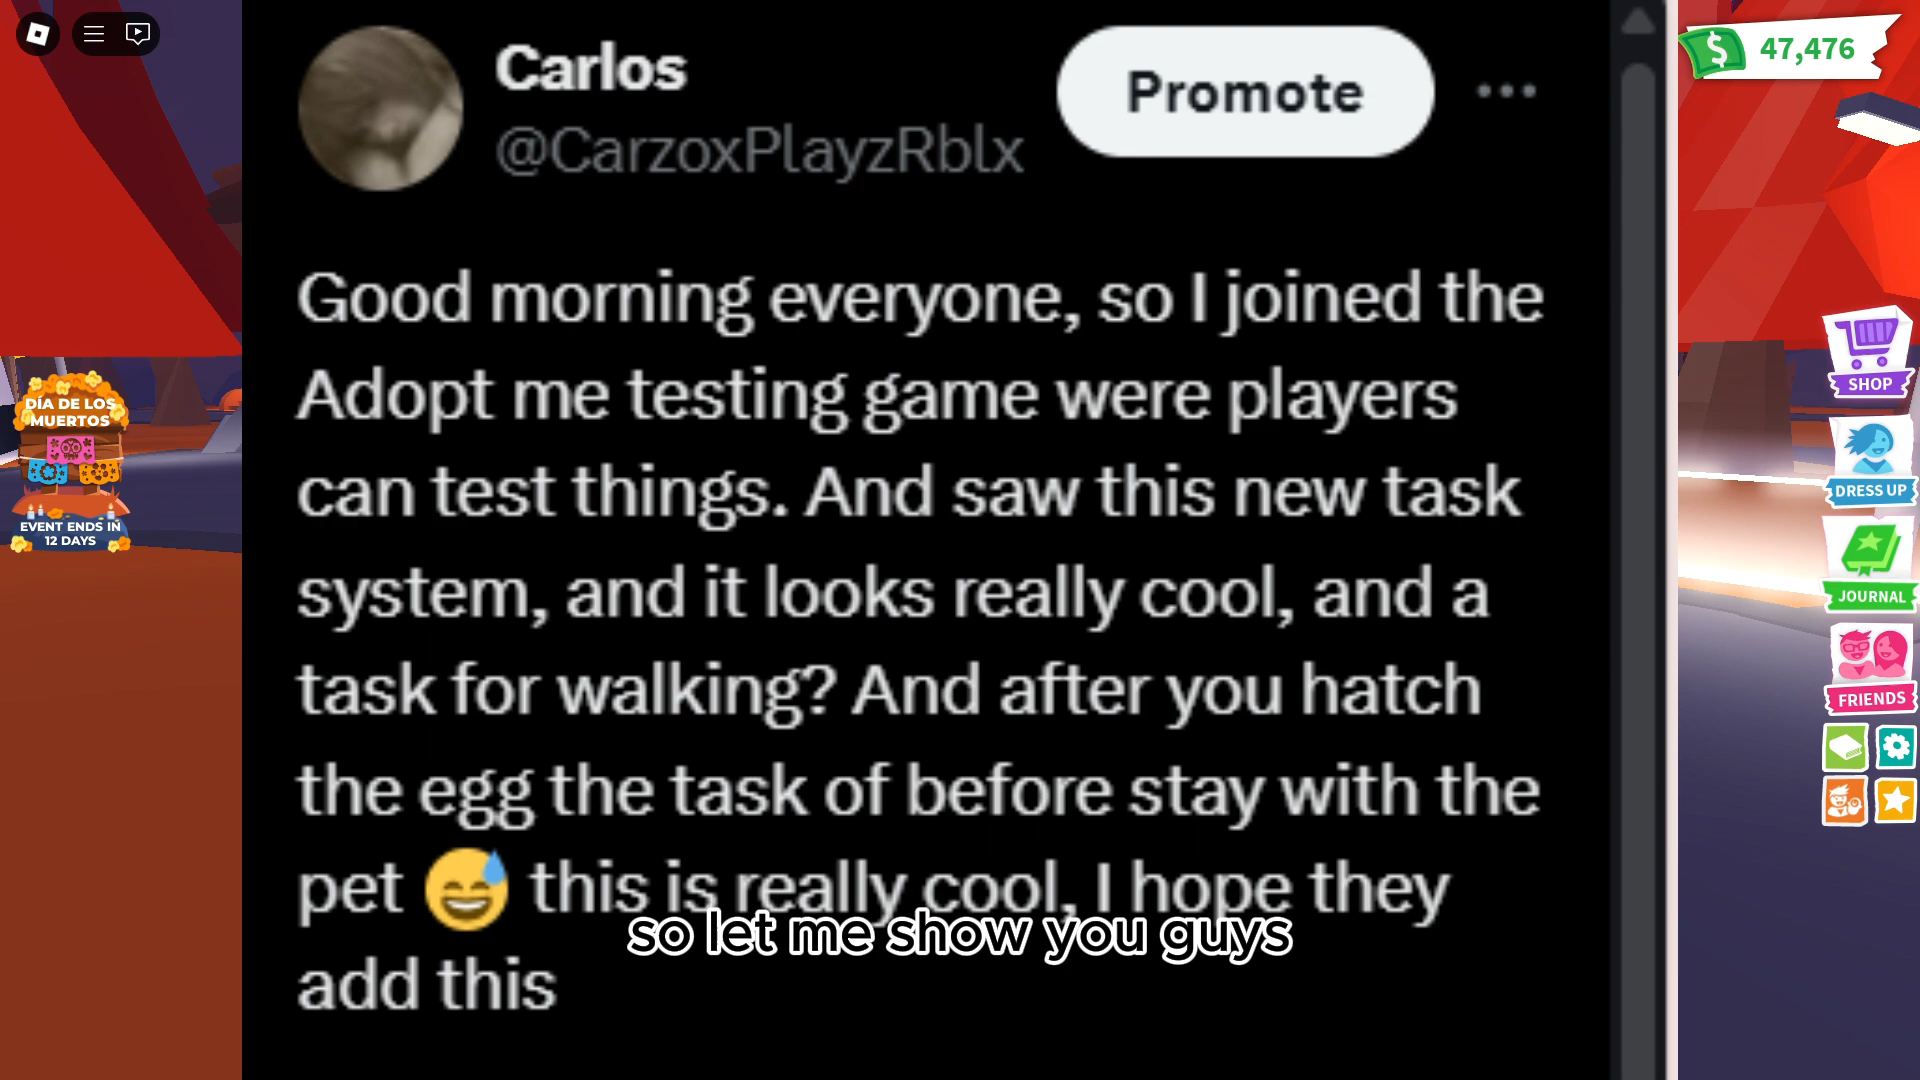 Carlos
@CarzoxPlayzRblx
Promote
Good morning everyone, so I joined the
Adopt me testing game were players
can test things. And saw this new task
system, and it looks really cool, and a
task for walking? And after you hatch
the egg the task of before stay with the
pet 😅 this is really cool, I hope they
add this
so let me show you guys
DÍA DE LOS
MUERTOS
EVENT ENDS IN
12 DAYS
47,476
SHOP
DRESS UP
JOURNAL
FRIENDS